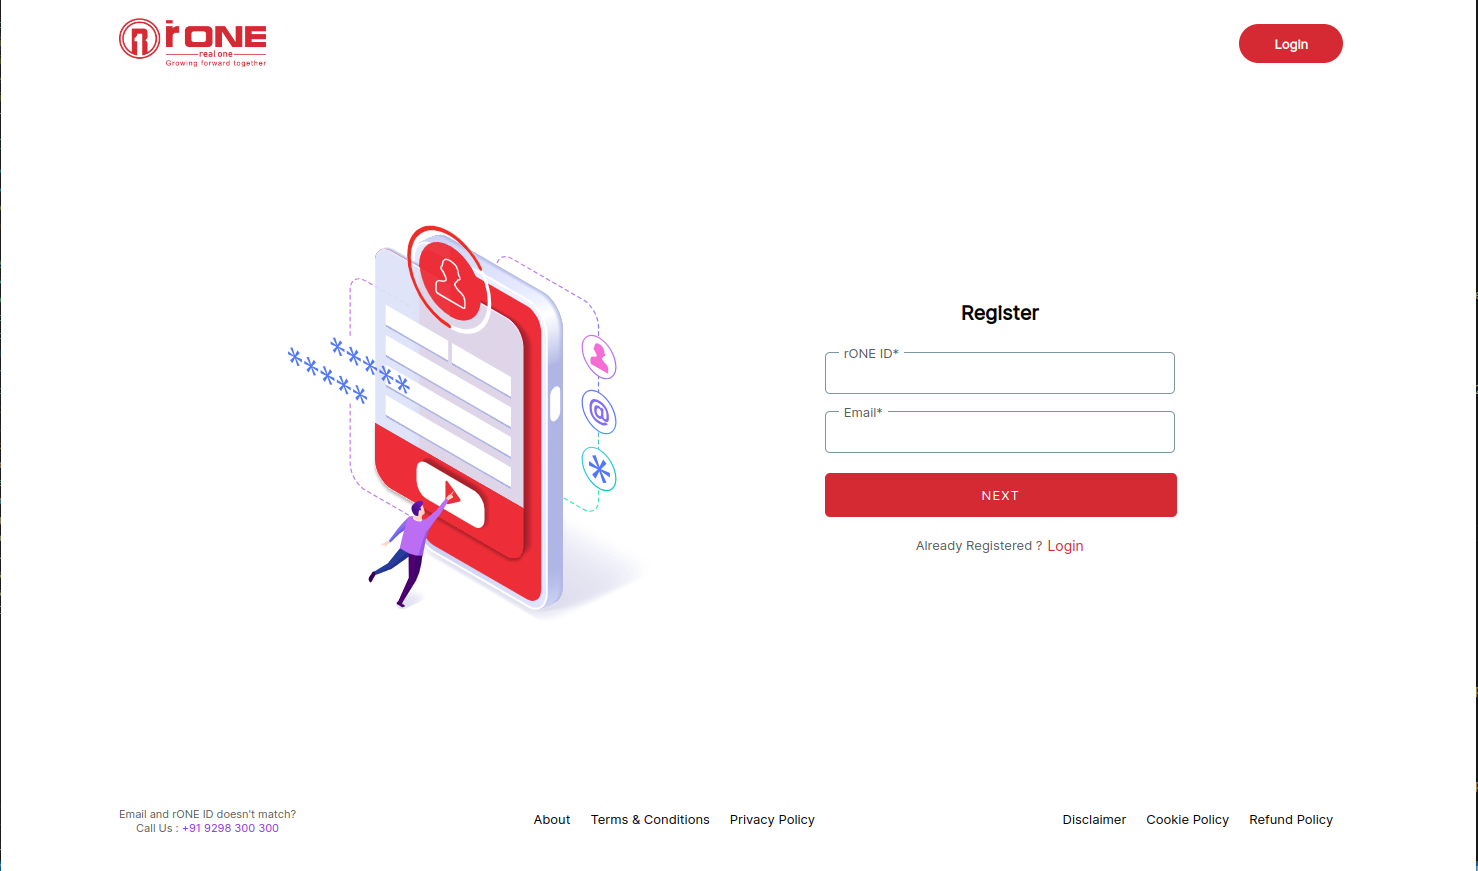 rONE
real one
Growing forward together
Login
Register
rONE ID*
Email*
NEXT
Already Registered ? Login
Email and rONE ID doesn't match?
Call Us : +91 9298 300 300
About Terms & Conditions Privacy Policy
Disclaimer Cookie Policy Refund Policy